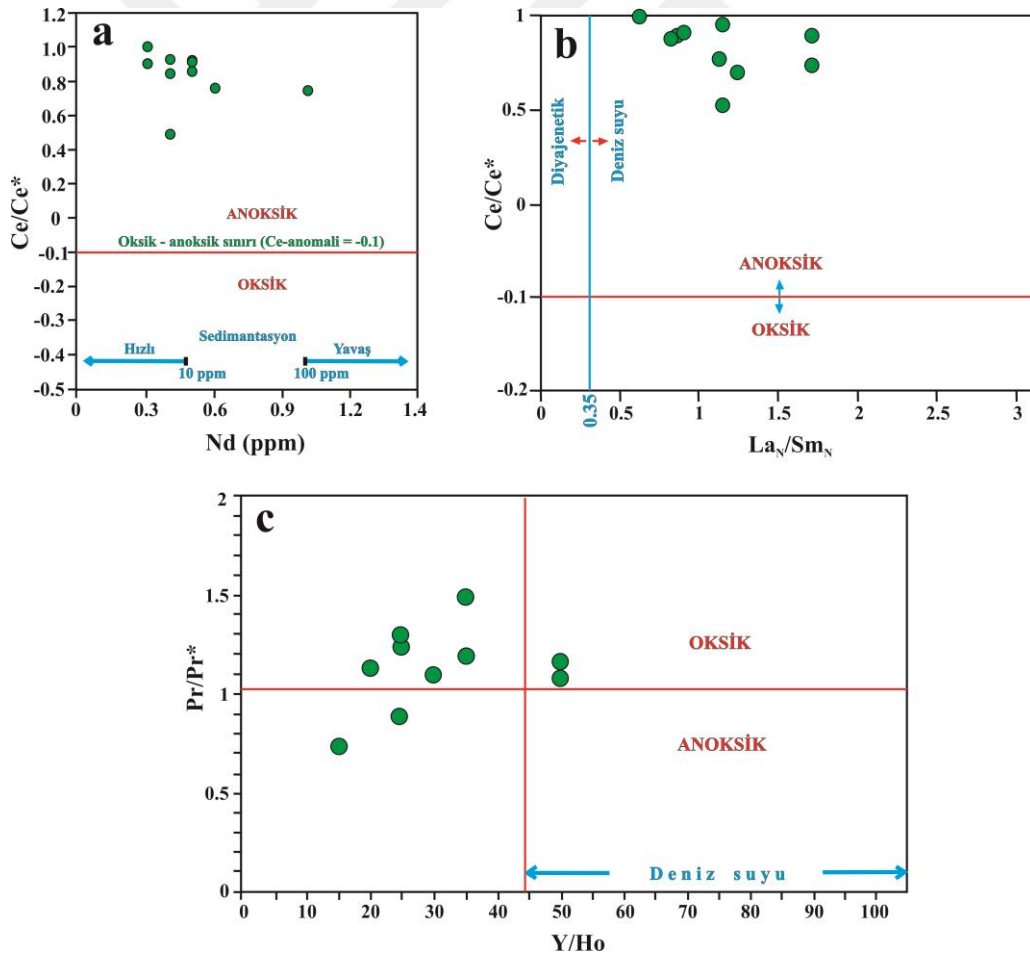 a
1.2
1.0
0.8
0.6
0.4
0.2
0
-0.1
-0.2
-0.3
-0.4
-0.5
Ce/Ce*
ANOKSİK
Oksik - anoksik sınırı (Ce-anomali = -0.1)
OKSİK
Sedimantasyon
Hızlı
Yavaş
10 ppm
100 ppm
0 0.3 0.6 0.9 1.2 1.4
Nd (ppm)
b
1
0.5
0
-0.1
-0.2
Ce/Ce*
Diyajenetik
Deniz suyu
ANOKSİK
OKSİK
0 0.35 0.5 1 1.5 2 2.5 3
LaN/SmN
c
2
1.5
1
0.5
0
Pr/Pr*
OKSİK
ANOKSİK
Deniz suyu
10 20 30 40 50 60 70 80 90 100
Y/Ho